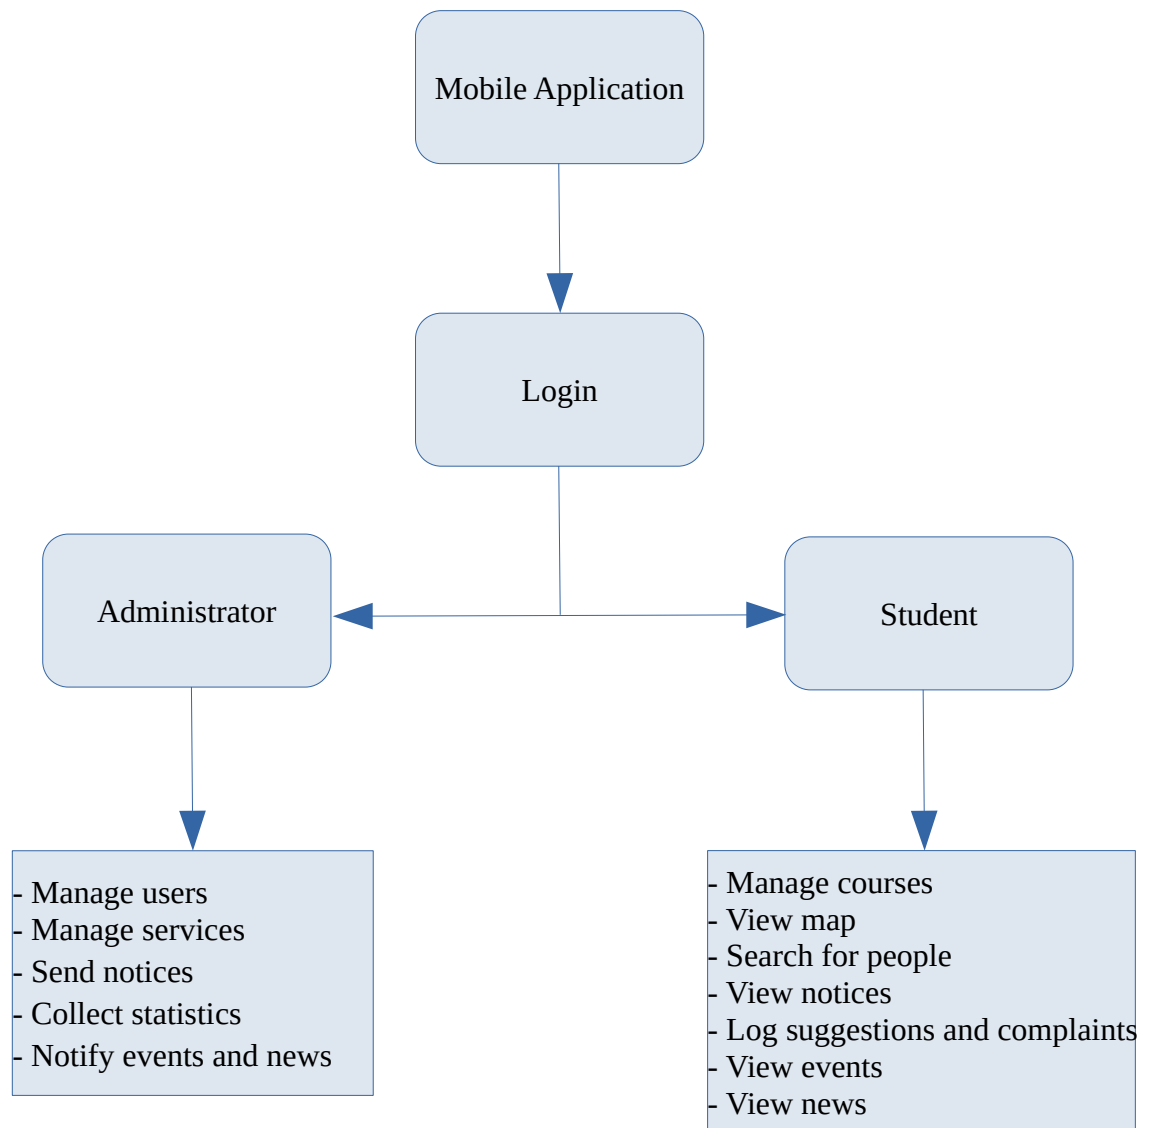 Mobile Application
Login
Administrator
Student
- Manage users
- Manage services
- Send notices
- Collect statistics
- Notify events and news
- Manage courses
- View map
- Search for people
- View notices
- Log suggestions and complaints
- View events
- View news